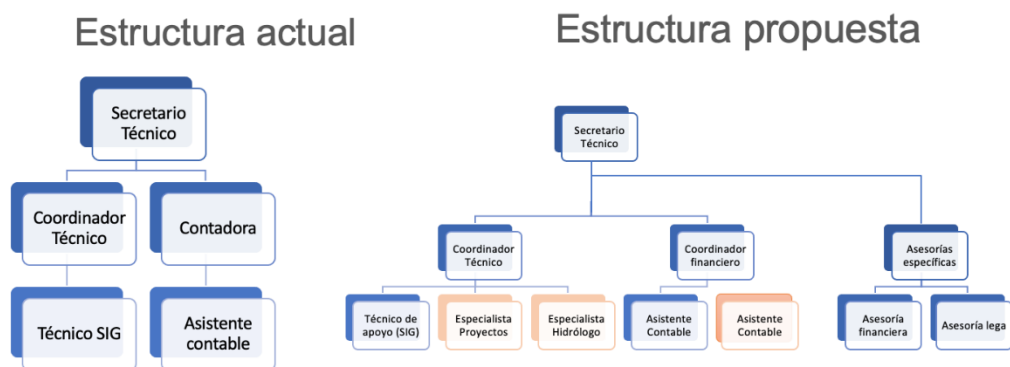 Estructura actual
Secretario
Técnico
Coordinador
Técnico
Contadora
Técnico SIG
Asistente
contable
Estructura propuesta
Secretario
Técnico
Coordinador
Técnico
Coordinador
financiero
Asesorías
específicas
Técnico de
apoyo (SIG)
Especialista
Proyectos
Especialista
Hidrólogo
Asistente
Contable
Asistente
Contable
Asesoría
financiera
Asesoría lega